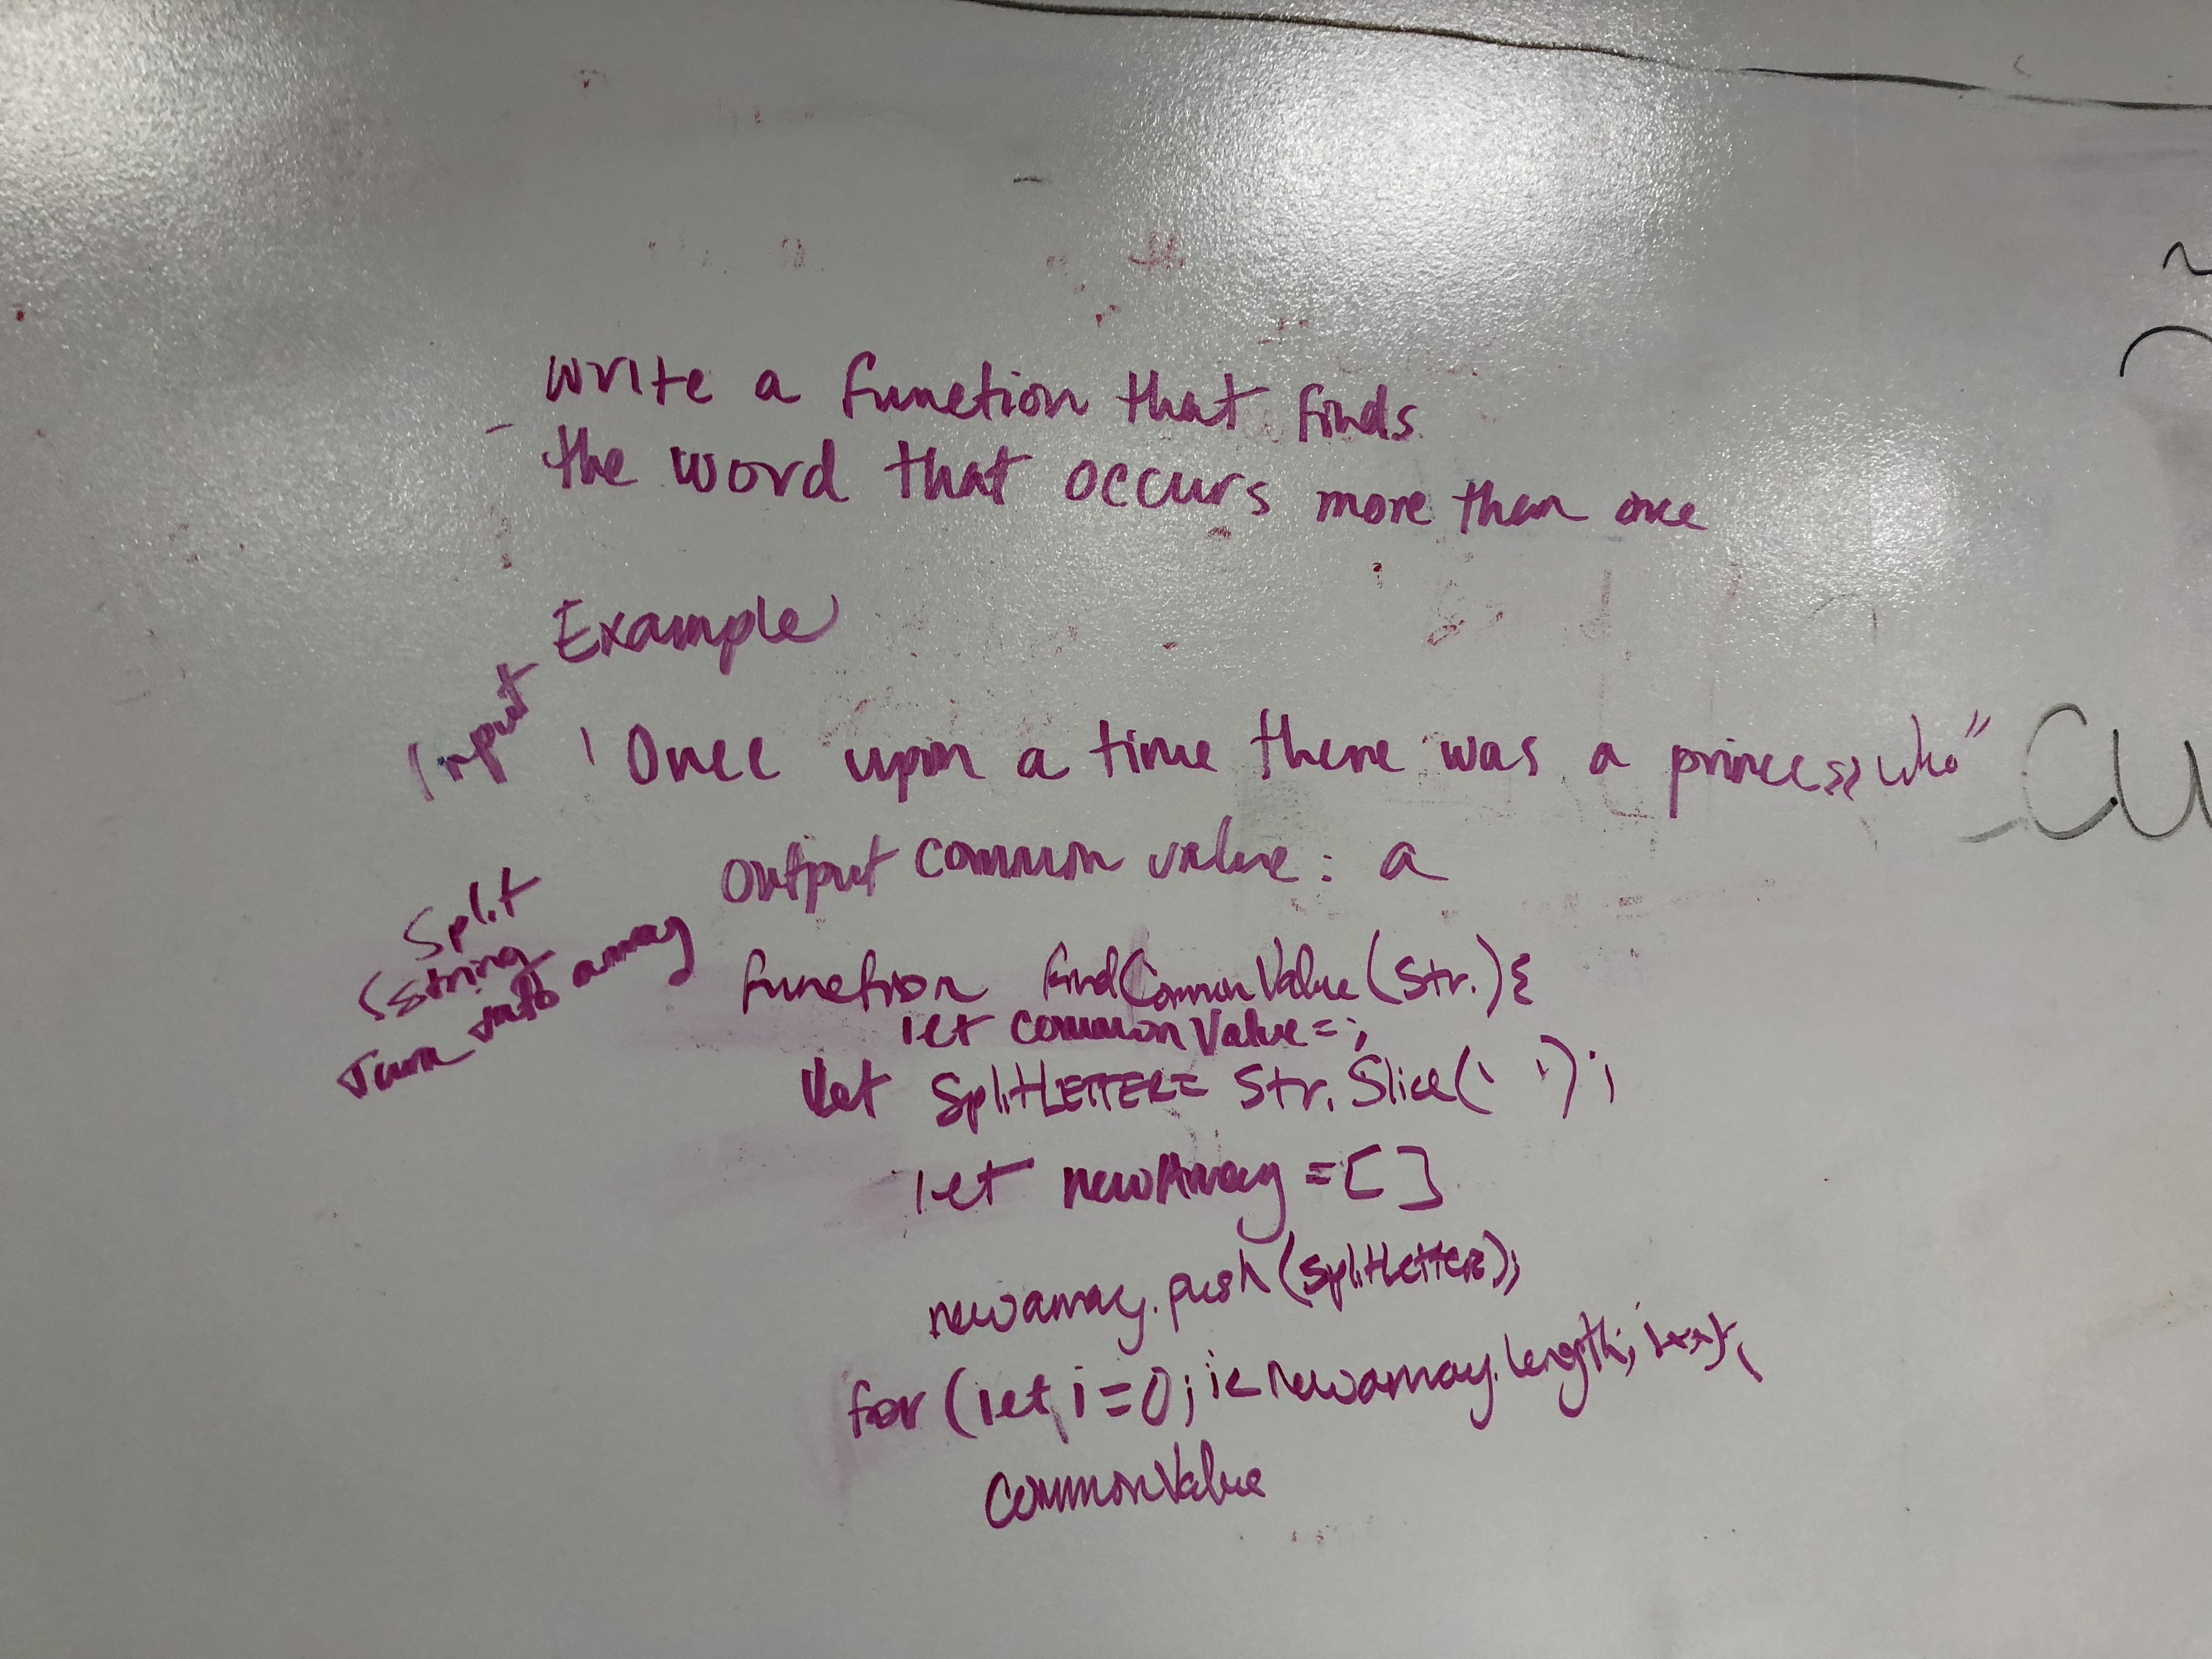 write a function that finds
the word that occurs more than once
Example
Input
' Once upon a time there was a princess who"
Output common value: a
Split
string
turn into array
function findCommonValue(str.){
let commonValue=;
let SplitLETTER= Str.Slice(' ');
let newArray = [ ]
newarray.push(splitLetter);
for (let i=0; i< newarray.length; i++){
commonValue
CU